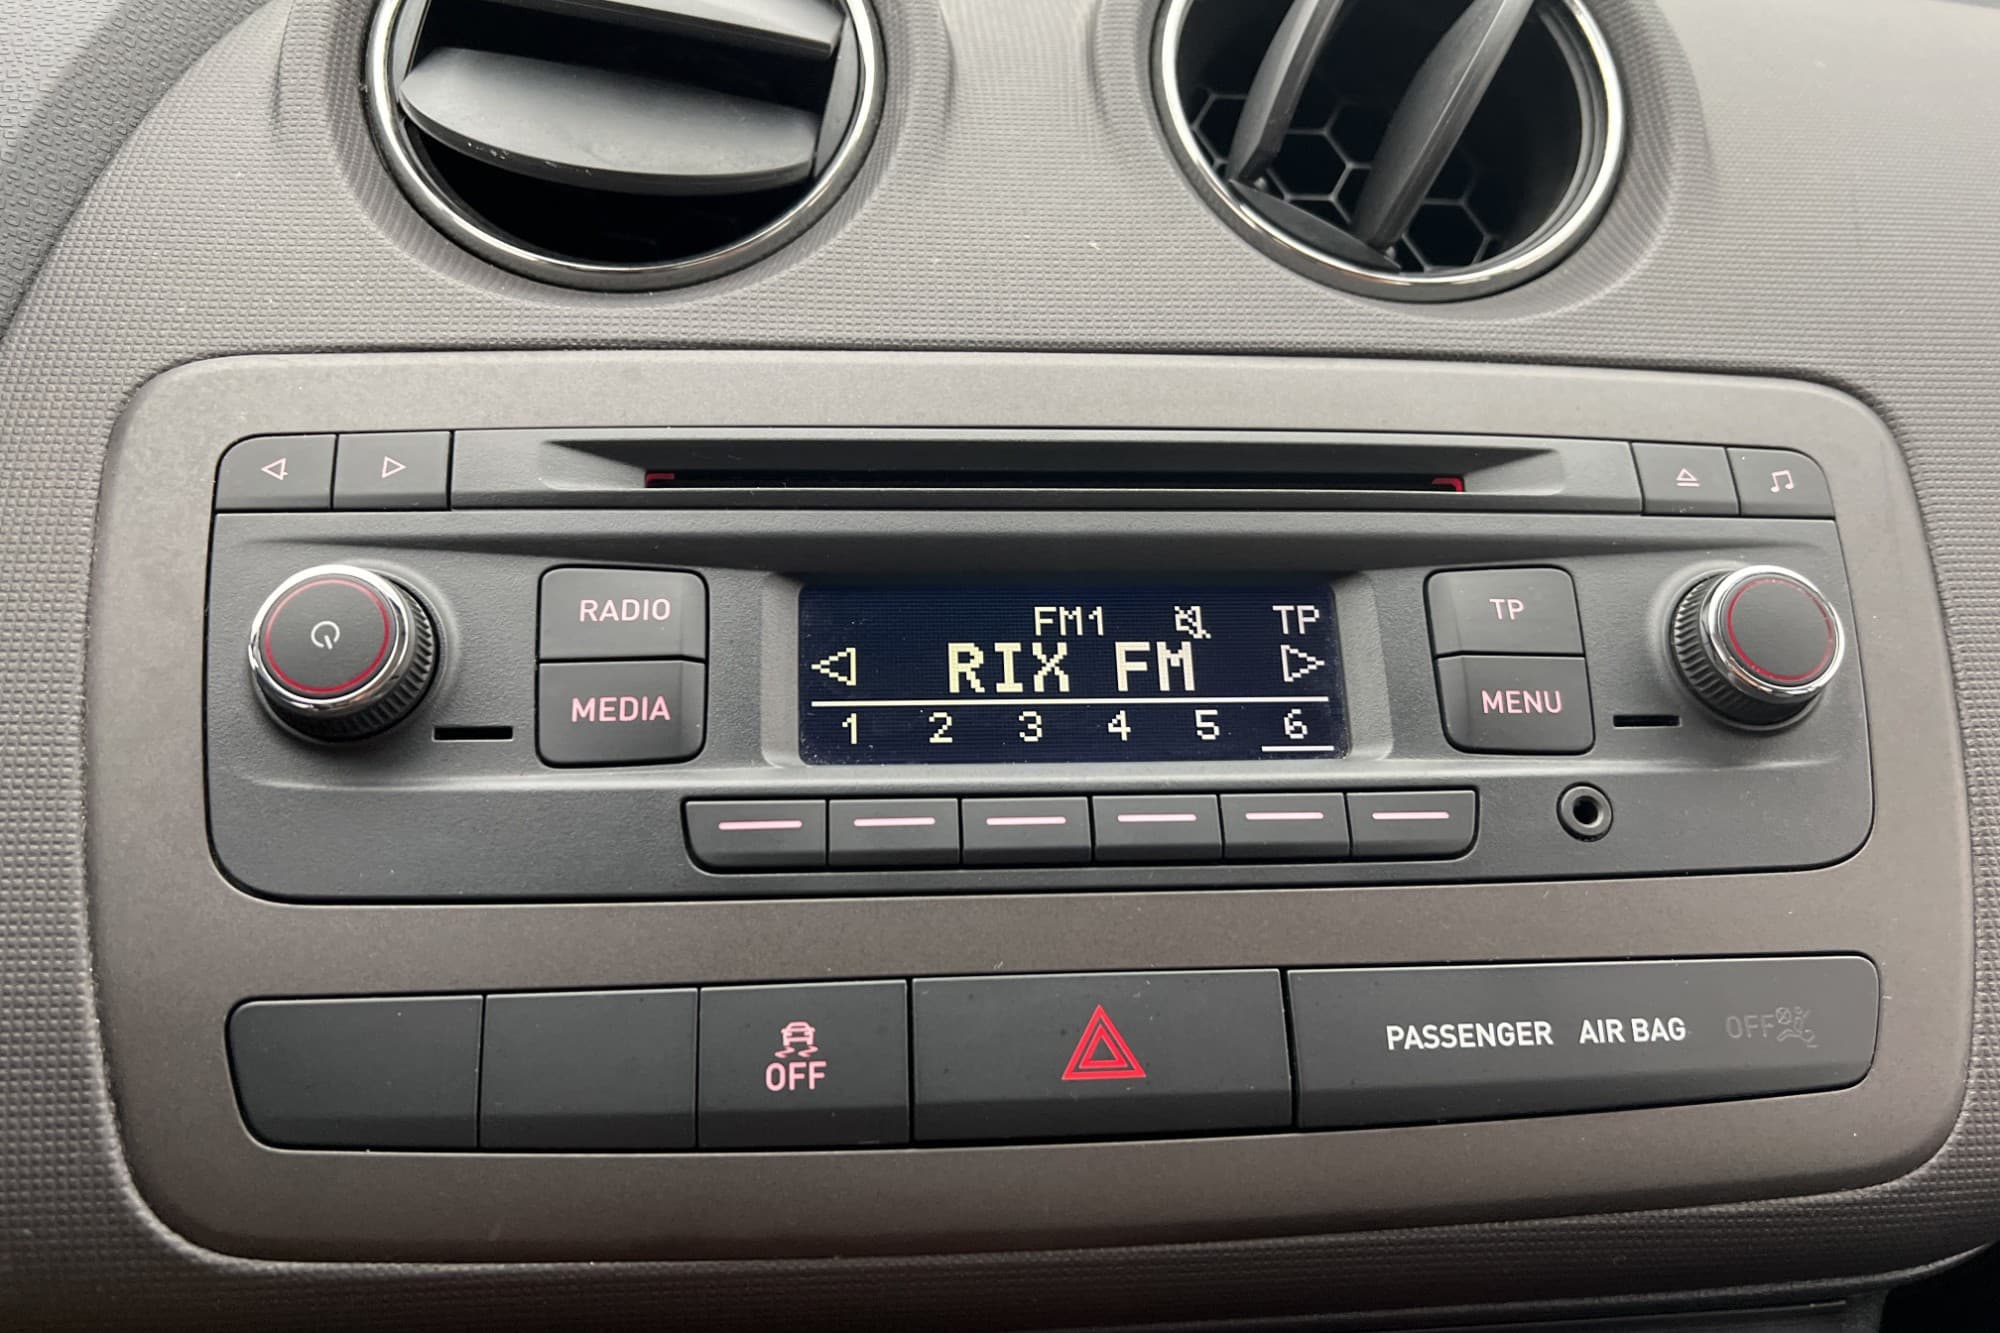 RADIO
MEDIA
FM1 TP
RIX FM
1 2 3 4 5 6
TP
MENU
OFF
PASSENGER AIR BAG OFF